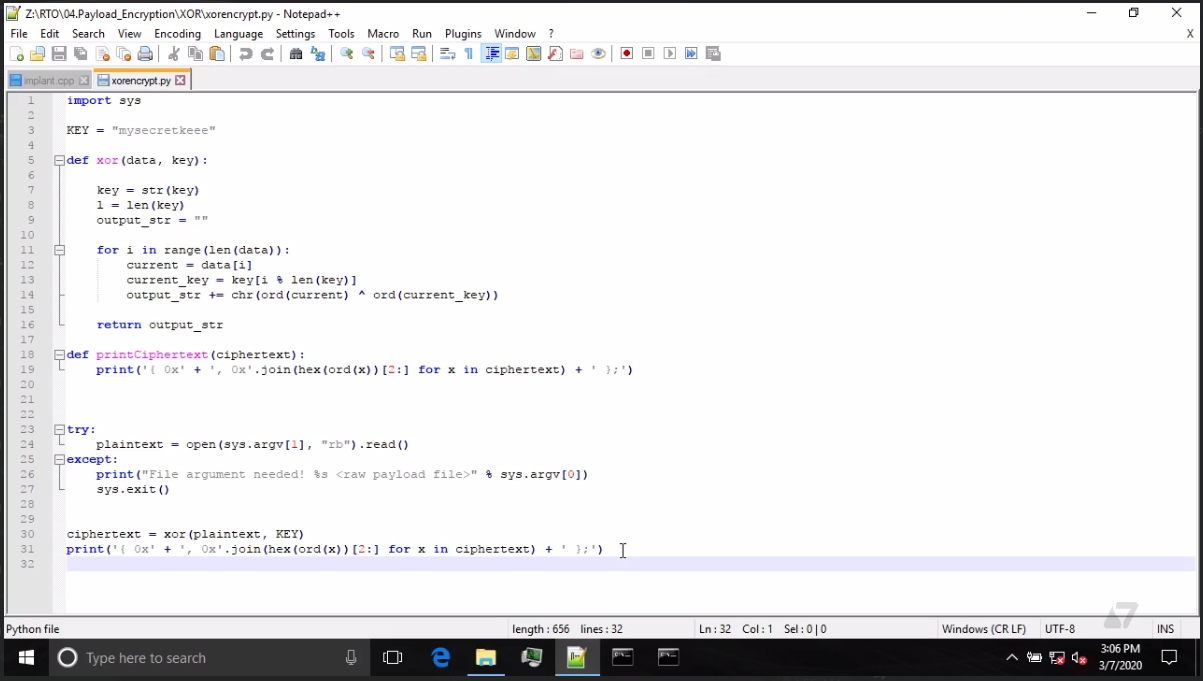 Z:\RTO\04.Payload_Encryption\XOR\xorencrypt.py - Notepad++
File Edit Search View Encoding Language Settings Tools Macro Run Plugins Window ? X
implant.cpp xorencrypt.py
1 import sys
2
3 KEY = "mysecretkeee"
4
5 def xor(data, key):
6
7 key = str(key)
8 l = len(key)
9 output_str = ""
10
11 for i in range(len(data)):
12 current = data[i]
13 current_key = key[i % len(key)]
14 output_str += chr(ord(current) ^ ord(current_key))
15
16 return output_str
17
18 def printCiphertext(ciphertext):
19 print('{ 0x' + ', 0x'.join(hex(ord(x))[2:] for x in ciphertext) + ' };')
20
21
22
23 try:
24 plaintext = open(sys.argv[1], "rb").read()
25 except:
26 print("File argument needed! %s <raw payload file>" % sys.argv[0])
27 sys.exit()
28
29
30 ciphertext = xor(plaintext, KEY)
31 print('{ 0x' + ', 0x'.join(hex(ord(x))[2:] for x in ciphertext) + ' };')
32
Python file length : 656 lines : 32 Ln : 32 Col : 1 Sel : 0 | 0 Windows (CR LF) UTF-8 INS
Type here to search
3:06 PM
3/7/2020